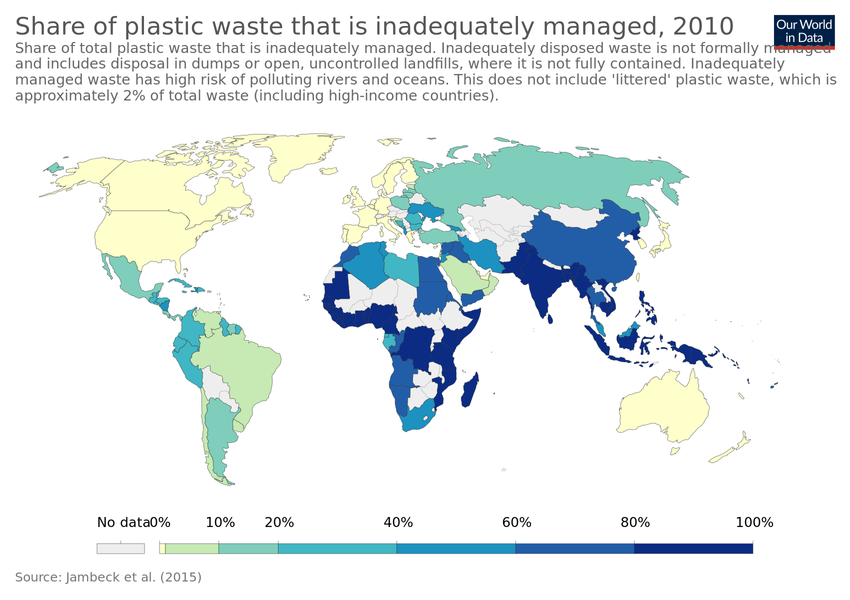 Share of plastic waste that is inadequately managed, 2010
Our World
in Data
Share of total plastic waste that is inadequately managed. Inadequately disposed waste is not formally managed
and includes disposal in dumps or open, uncontrolled landfills, where it is not fully contained. Inadequately
managed waste has high risk of polluting rivers and oceans. This does not include 'littered' plastic waste, which is
approximately 2% of total waste (including high-income countries).
No data 0% 10% 20% 40% 60% 80% 100%
Source: Jambeck et al. (2015)